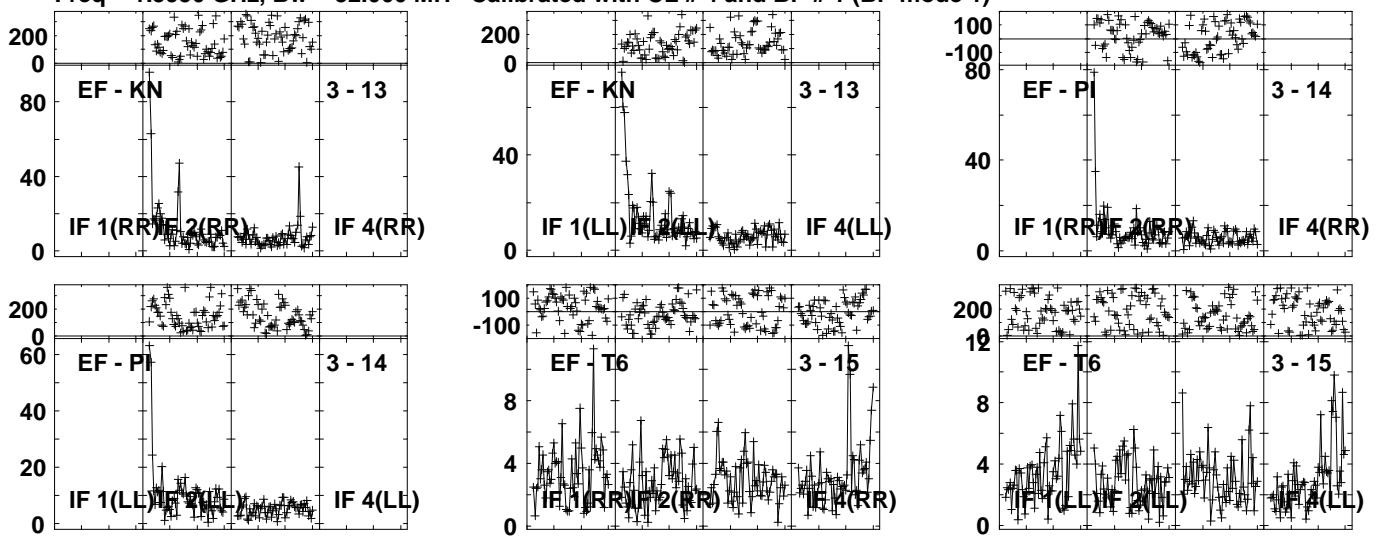 200
0
80
40
0
EF - KN
3 - 13
IF 1(RR)
IF 2(RR)
IF 4(RR)
200
0
40
0
EF - KN
3 - 13
IF 1(LL)
IF 2(LL)
IF 4(LL)
100
-100
80
40
0
EF - PI
3 - 14
IF 1(RR)
IF 2(RR)
IF 4(RR)
200
0
60
40
20
0
EF - PI
3 - 14
IF 1(LL)
IF 2(LL)
IF 4(LL)
100
-100
8
4
0
EF - T6
3 - 15
IF 1(RR)
IF 2(RR)
IF 4(RR)
200
0
12
8
4
0
EF - T6
3 - 15
IF 1(LL)
IF 2(LL)
IF 4(LL)